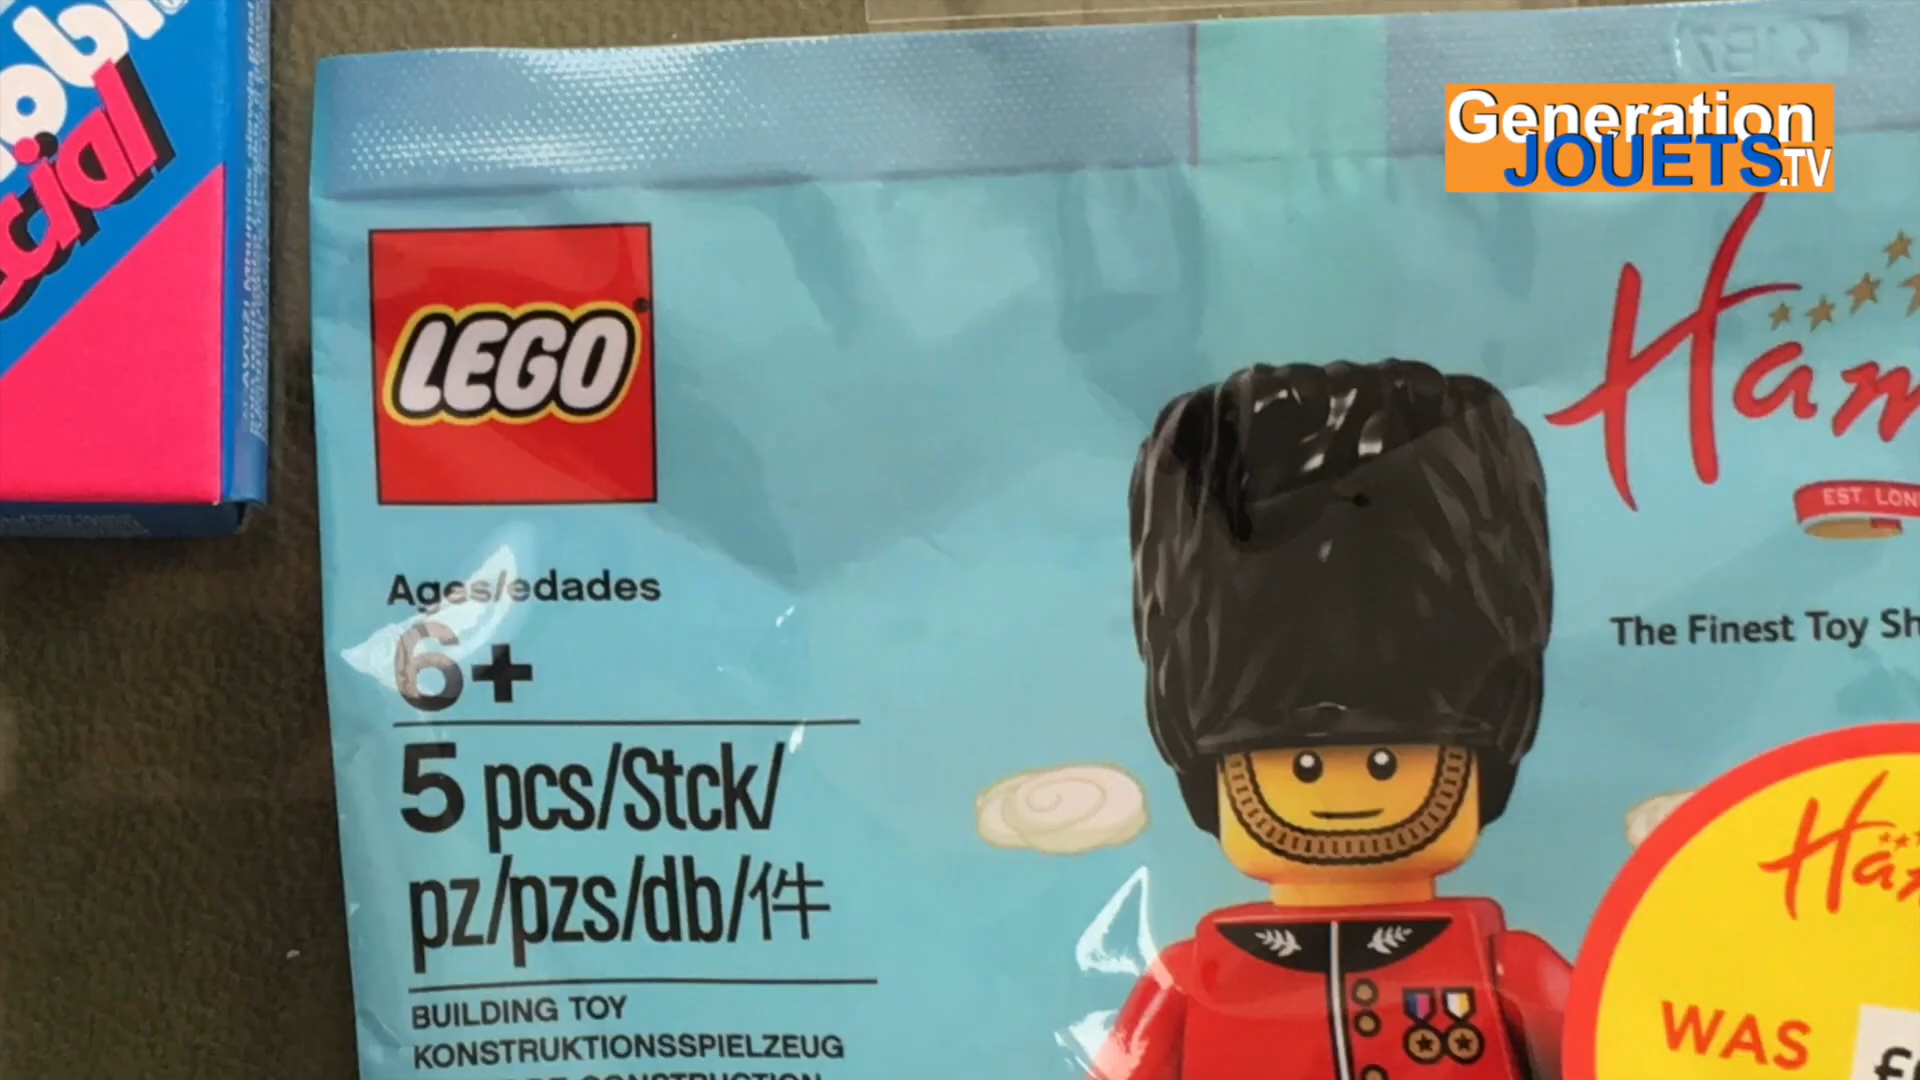 Generation
JOUETS.TV
LEGO
EST. LON
Ages/edades
6+
The Finest Toy Sh
5 pcs/Stck/
pz/pzs/db/件
WAS
£
BUILDING TOY
KONSTRUKTIONSSPIELZEUG